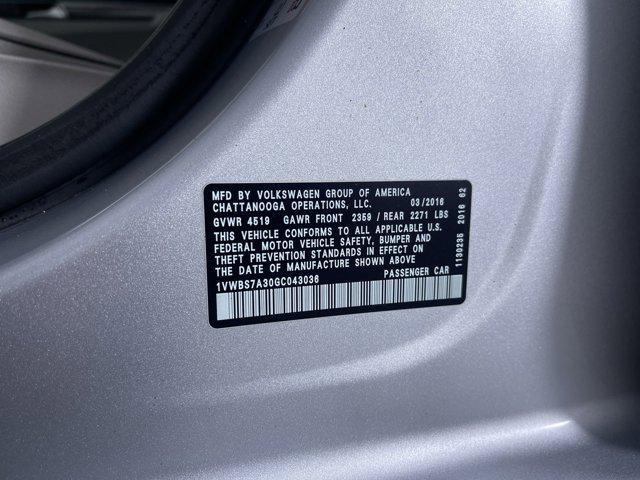 MFD BY VOLKSWAGEN GROUP OF AMERICA
CHATTANOOGA OPERATIONS, LLC. 03/2016
GVWR 4519 GAWR FRONT 2359 / REAR 2271 LBS
THIS VEHICLE CONFORMS TO ALL APPLICABLE U.S.
FEDERAL MOTOR VEHICLE SAFETY, BUMPER AND
THEFT PREVENTION STANDARDS IN EFFECT ON
THE DATE OF MANUFACTURE SHOWN ABOVE
1VWBS7A30GC043036 PASSENGER CAR
1130235 2016 62